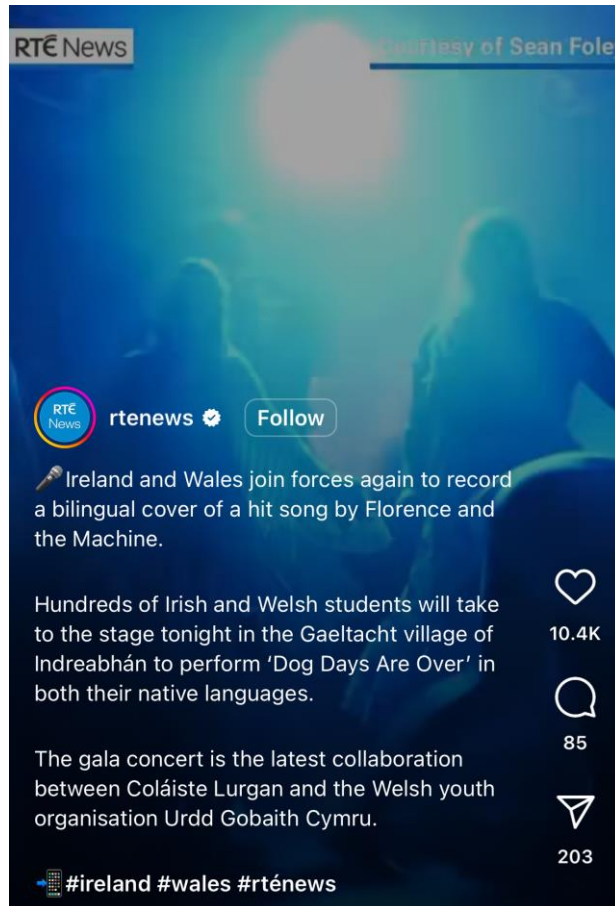 RTÉ News
Courtesy of Sean Fole
RTÉ
News
rtenews
Follow
🎤Ireland and Wales join forces again to record
a bilingual cover of a hit song by Florence and
the Machine.
Hundreds of Irish and Welsh students will take
to the stage tonight in the Gaeltacht village of
Indreabhán to perform ‘Dog Days Are Over’ in
both their native languages.
The gala concert is the latest collaboration
between Coláiste Lurgan and the Welsh youth
organisation Urdd Gobaith Cymru.
📲#ireland #wales #rténews
10.4K
85
203